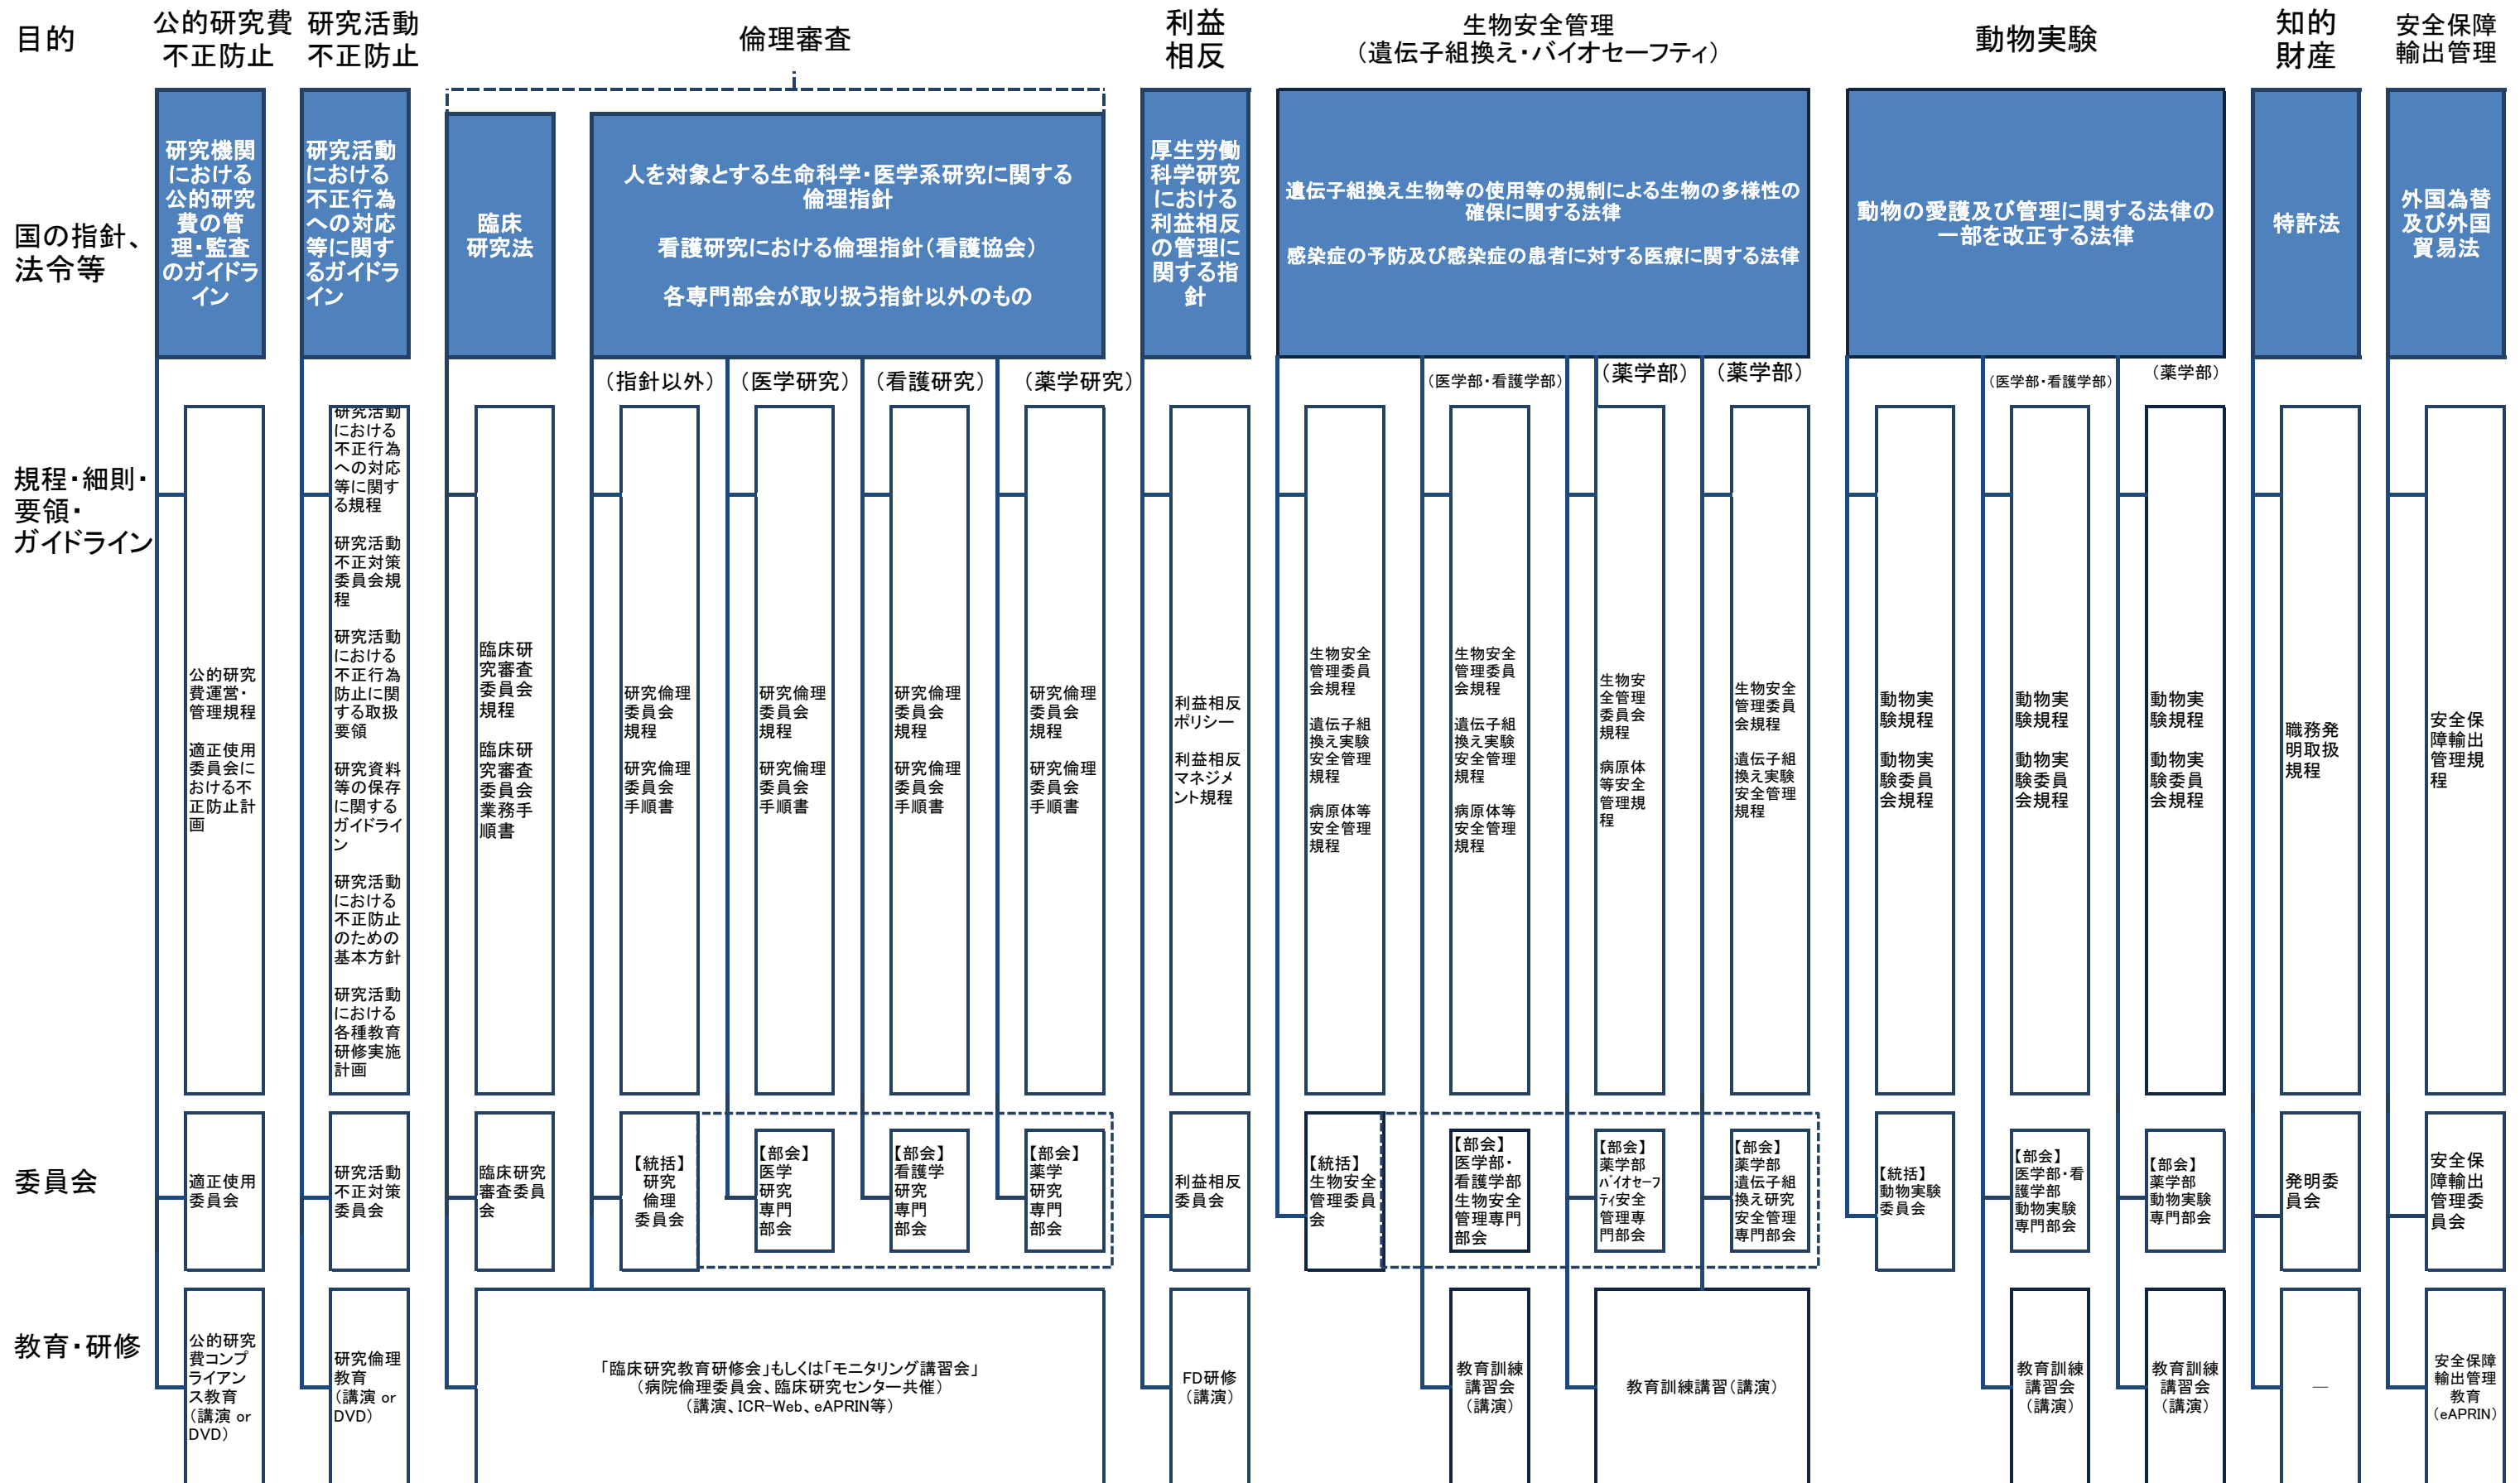 目的
公的研究費
不正防止
研究活動
不正防止
倫理審査
利益
相反
生物安全管理
（遺伝子組換え・バイオセーフティ）
動物実験
知的
財産
安全保障
輸出管理
国の指針、
法令等
研究機関
における
公的研究
費の管
理・監査
のガイドラ
イン
研究活動
における
不正行為
への対応
等に関す
るガイドラ
イン
臨床
研究法
人を対象とする生命科学・医学系研究に関する
倫理指針
看護研究における倫理指針（看護協会）
各専門部会が取り扱う指針以外のもの
厚生労働
科学研究
における
利益相反
の管理に
関する指
針
遺伝子組換え生物等の使用等の規制による生物の多様性の
確保に関する法律
感染症の予防及び感染症の患者に対する医療に関する法律
動物の愛護及び管理に関する法律の
一部を改正する法律
特許法
外国為替
及び外国
貿易法
（指針以外）
（医学研究）
（看護研究）
（薬学研究）
（医学部・看護学部）
（薬学部）
（薬学部）
（医学部・看護学部）
（薬学部）
規程・細則・
要領・
ガイドライン
公的研究
費運営・
管理規程
適正使用
委員会に
おける不
正防止計
画
研究活動
における
不正行為
への対応
等に関す
る規程
研究活動
不正対策
委員会規
程
研究活動
における
不正行為
防止に関
する取扱
要領
研究資料
等の保存
に関する
ガイドライ
ン
研究活動
における
不正防止
のための
基本方針
研究活動
における
各種教育
研修実施
計画
臨床研
究審査
委員会
規程
臨床研
究審査
委員会
業務手
順書
研究倫理
委員会
規程
研究倫理
委員会
手順書
研究倫理
委員会
規程
研究倫理
委員会
手順書
研究倫理
委員会
規程
研究倫理
委員会
手順書
研究倫理
委員会
規程
研究倫理
委員会
手順書
利益相反
ポリシー
利益相反
マネジメ
ント規程
生物安全
管理委員
会規程
遺伝子組
換え実験
安全管理
規程
病原体等
安全管理
規程
生物安全
管理委員
会規程
遺伝子組
換え実験
安全管理
規程
病原体等
安全管理
規程
生物安
全管理
委員会
規程
病原体
等安全
管理規
程
生物安全
管理委員
会規程
遺伝子組
換え実験
安全管理
規程
動物実
験規程
動物実
験委員
会規程
動物実
験規程
動物実
験委員
会規程
動物実
験規程
動物実
験委員
会規程
職務発
明取扱
規程
安全保
障輸出
管理規
程
委員会
適正使用
委員会
研究活動
不正対策
委員会
臨床研究
審査委員
会
【統括】
研究
倫理
委員会
【部会】
医学
研究
専門
部会
【部会】
看護学
研究
専門
部会
【部会】
薬学
研究
専門
部会
利益相反
委員会
【統括】
生物安全
管理委員
会
【部会】
医学部・
看護学部
生物安全
管理専門
部会
【部会】
薬学部
ﾊﾞｲｵｾｰﾌ
ﾃｨ安全
管理専
門部会
【部会】
薬学部
遺伝子組
換え研究
安全管理
専門部会
【統括】
動物実験
委員会
【部会】
医学部・看
護学部
動物実験
専門部会
【部会】
薬学部
動物実験
専門部会
発明委
員会
安全保
障輸出
管理委
員会
教育・研修
公的研究
費コンプ
ライアン
ス教育
（講演 or
DVD）
研究倫理
教育
（講演 or
DVD）
「臨床研究教育研修会」もしくは「モニタリング講習会」
（病院倫理委員会、臨床研究センター共催）
（講演、ICR-Web、eAPRIN等）
FD研修
（講演）
教育訓練
講習会
（講演）
教育訓練講習（講演）
教育訓練
講習会
（講演）
教育訓練
講習会
（講演）
―
安全保障
輸出管理
教育
（eAPRIN）